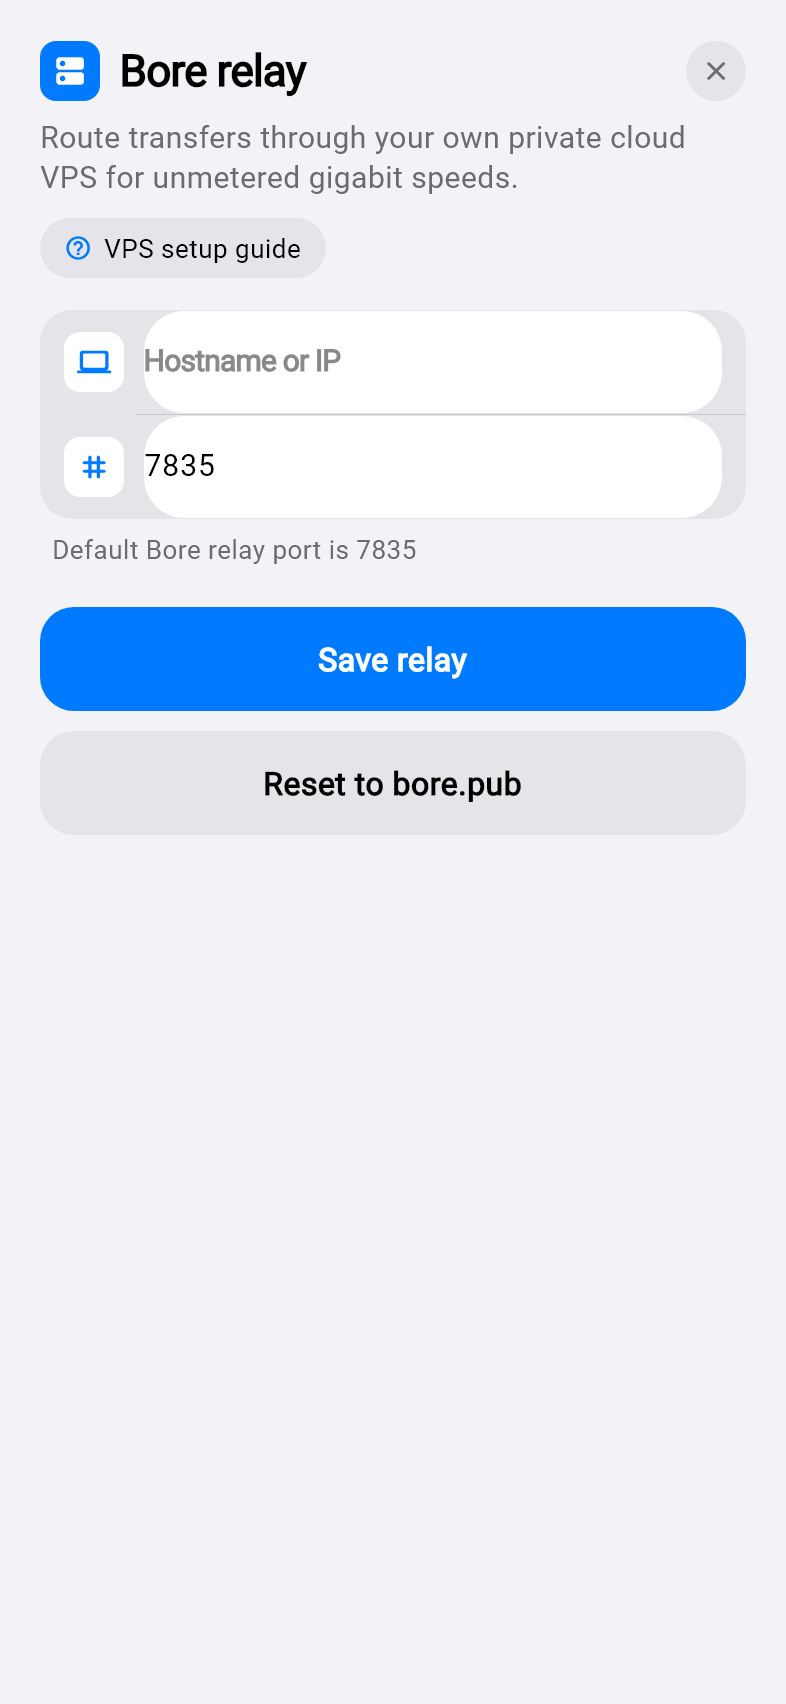 Bore relay
Route transfers through your own private cloud
VPS for unmetered gigabit speeds.
VPS setup guide
Hostname or IP
7835
Default Bore relay port is 7835
Save relay
Reset to bore.pub